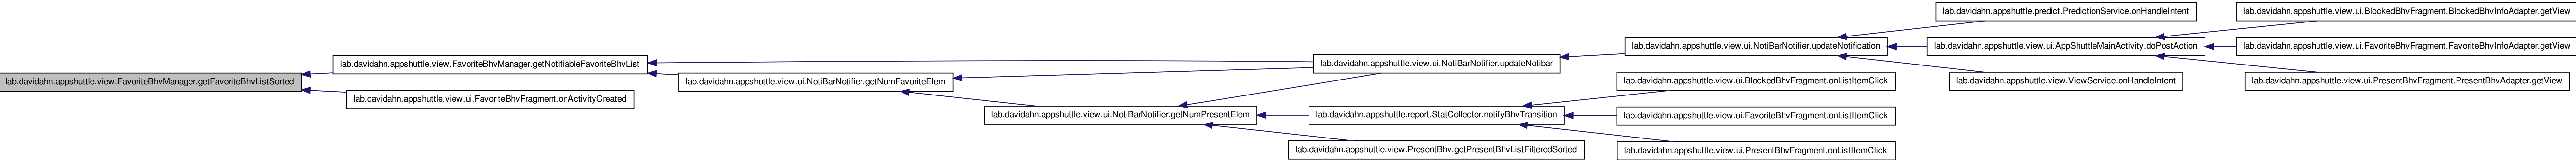 lab.davidahn.appshuttle.view.FavoriteBhvManager.getFavoriteBhvListSorted
lab.davidahn.appshuttle.view.FavoriteBhvManager.getNotifiableFavoriteBhvList
lab.davidahn.appshuttle.view.ui.FavoriteBhvFragment.onActivityCreated
lab.davidahn.appshuttle.view.ui.NotiBarNotifier.getNumFavoriteElem
lab.davidahn.appshuttle.view.ui.NotiBarNotifier.getNumPresentElem
lab.davidahn.appshuttle.view.ui.NotiBarNotifier.updateNotibar
lab.davidahn.appshuttle.report.StatCollector.notifyBhvTransition
lab.davidahn.appshuttle.view.PresentBhv.getPresentBhvListFilteredSorted
lab.davidahn.appshuttle.view.ui.NotiBarNotifier.updateNotification
lab.davidahn.appshuttle.view.ui.BlockedBhvFragment.onListItemClick
lab.davidahn.appshuttle.view.ui.FavoriteBhvFragment.onListItemClick
lab.davidahn.appshuttle.view.ui.PresentBhvFragment.onListItemClick
lab.davidahn.appshuttle.predict.PredictionService.onHandleIntent
lab.davidahn.appshuttle.view.ui.AppShuttleMainActivity.doPostAction
lab.davidahn.appshuttle.view.ViewService.onHandleIntent
lab.davidahn.appshuttle.view.ui.BlockedBhvFragment.BlockedBhvInfoAdapter.getView
lab.davidahn.appshuttle.view.ui.FavoriteBhvFragment.FavoriteBhvInfoAdapter.getView
lab.davidahn.appshuttle.view.ui.PresentBhvFragment.PresentBhvAdapter.getView